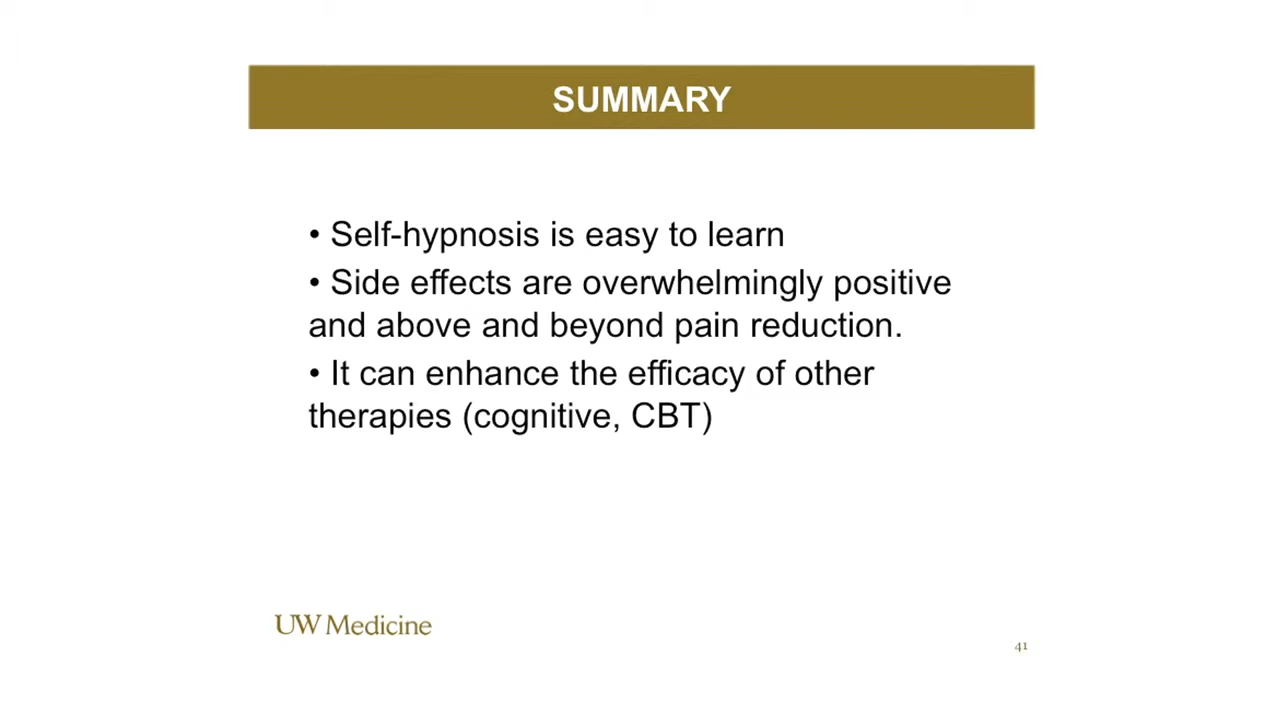 SUMMARY
• Self-hypnosis is easy to learn
• Side effects are overwhelmingly positive
and above and beyond pain reduction.
• It can enhance the efficacy of other
therapies (cognitive, CBT)
UW Medicine
41